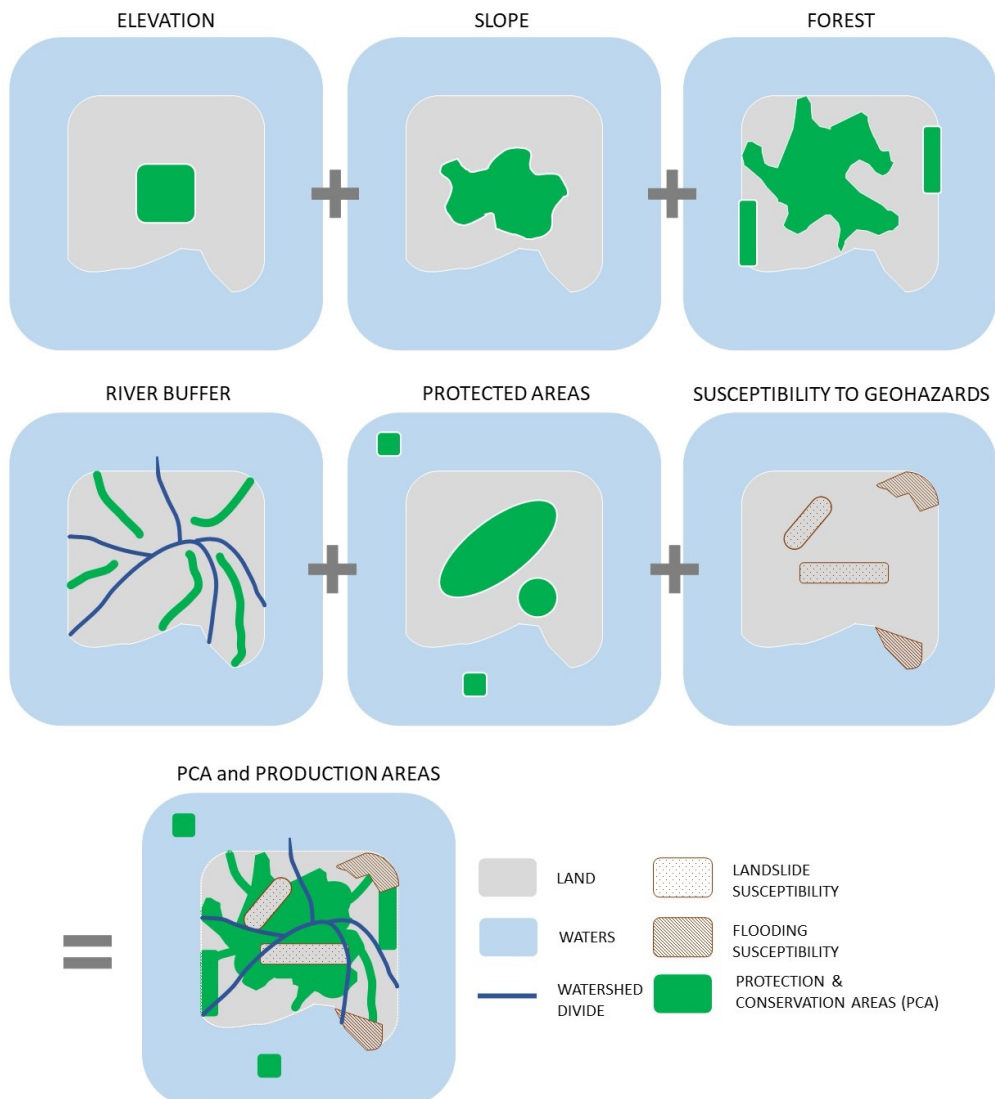 ELEVATION
SLOPE
FOREST
RIVER BUFFER
PROTECTED AREAS
SUSCEPTIBILITY TO GEOHAZARDS
PCA and PRODUCTION AREAS
LAND
LANDSLIDE
SUSCEPTIBILITY
WATERS
FLOODING
SUSCEPTIBILITY
WATERSHED
DIVIDE
PROTECTION &
CONSERVATION AREAS (PCA)